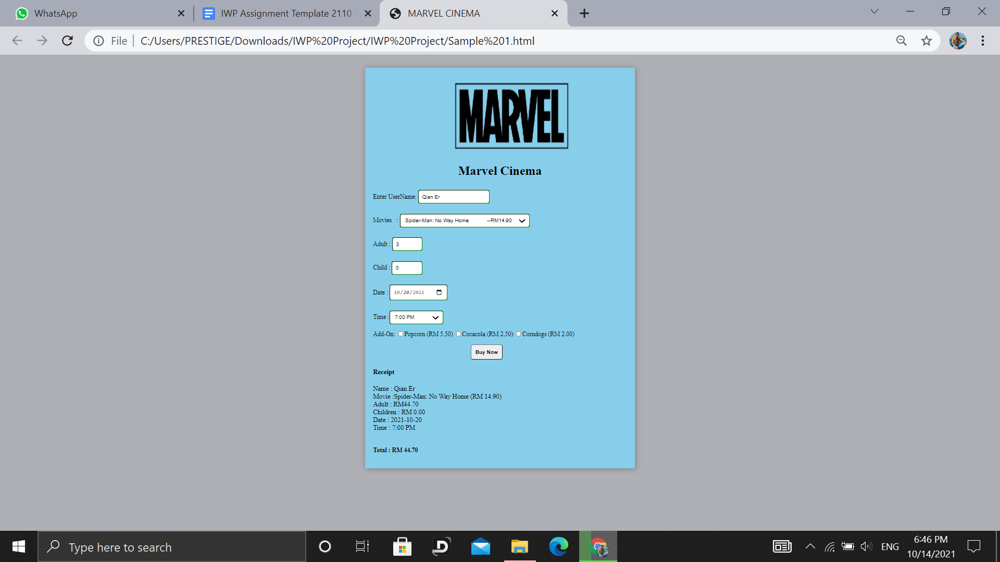 WhatsApp
IWP Assignment Template 2110 -
MARVEL CINEMA
File
C:/Users/PRESTIGE/Downloads/IWP%20Project/IWP%20Project/Sample%201.html
MARVEL
Marvel Cinema
Enter UserName: Qian Er
Movies : Spider-Man: No Way Home --RM14.90
Adult : 3
Child : 0
Date : 10/20/2021
Time : 7:00 PM
Add-On: Popcorn (RM 5.50) Cocacola (RM 2.50) Corndogs (RM 2.00)
Buy Now
Receipt
Name : Qian Er
Movie :Spider-Man: No Way Home (RM 14.90)
Adult : RM44.70
Children : RM 0.00
Date : 2021-10-20
Time : 7:00 PM
Total : RM 44.70
Type here to search
ENG
6:46 PM
10/14/2021